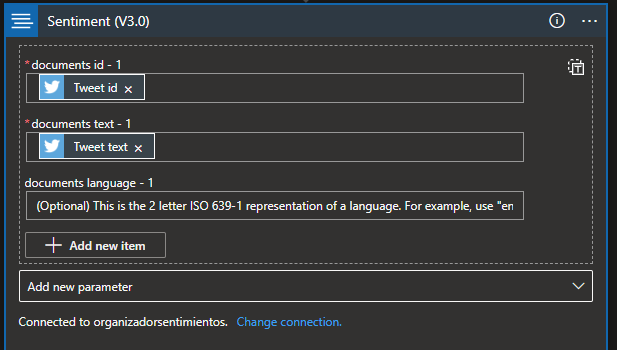 Sentiment (V3.0)
* documents id - 1
Tweet id ×
* documents text - 1
Tweet text ×
documents language - 1
(Optional) This is the 2 letter ISO 639-1 representation of a language. For example, use "en
Add new item
Add new parameter
Connected to organizadorsentimientos. Change connection.